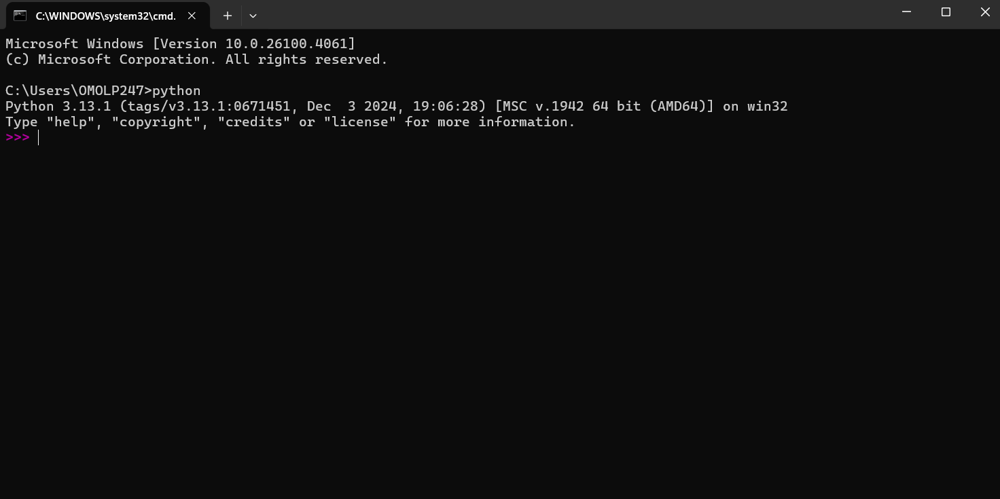 C:\WINDOWS\system32\cmd.
Microsoft Windows [Version 10.0.26100.4061]
(c) Microsoft Corporation. All rights reserved.
C:\Users\OMOLP247>python
Python 3.13.1 (tags/v3.13.1:0671451, Dec  3 2024, 19:06:28) [MSC v.1942 64 bit (AMD64)] on win32
Type "help", "copyright", "credits" or "license" for more information.
>>>